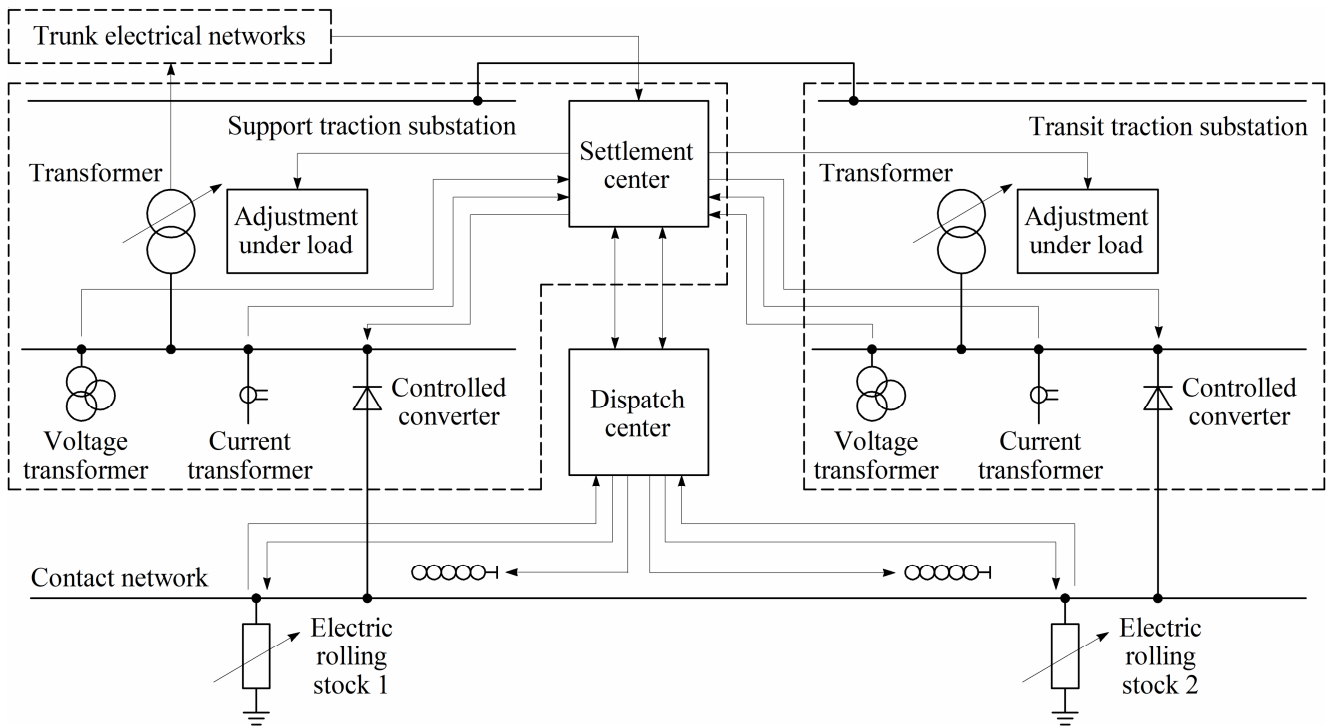 Trunk electrical networks
Support traction substation
Transformer
Adjustment
under load
Settlement
center
Transit traction substation
Transformer
Adjustment
under load
Voltage
transformer
Current
transformer
Controlled
converter
Dispatch
center
Voltage
transformer
Current
transformer
Controlled
converter
Contact network
Electric
rolling
stock 1
Electric
rolling
stock 2